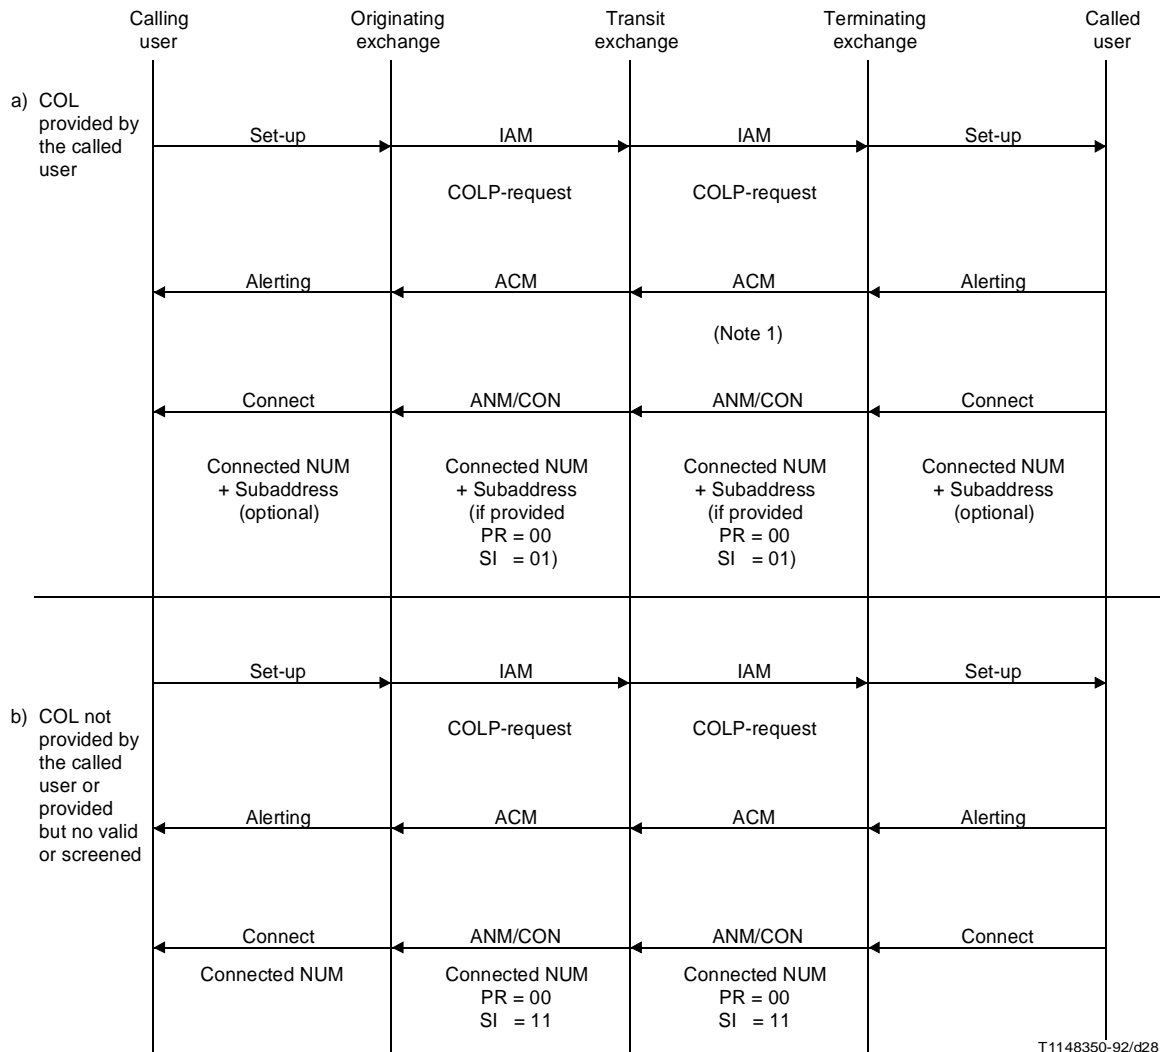 Calling
user
Originating
exchange
Transit
exchange
Terminating
exchange
Called
user
a) COL
provided by
the called
user
Set-up
IAM
IAM
Set-up
COLP-request
COLP-request
Alerting
ACM
ACM
Alerting
(Note 1)
Connect
ANM/CON
ANM/CON
Connect
Connected NUM
+ Subaddress
(optional)
Connected NUM
+ Subaddress
(if provided
PR = 00
SI = 01)
Connected NUM
+ Subaddress
(if provided
PR = 00
SI = 01)
Connected NUM
+ Subaddress
(optional)
Set-up
IAM
IAM
Set-up
b) COL not
provided by
the called
user or
provided
but no valid
or screened
COLP-request
COLP-request
Alerting
ACM
ACM
Alerting
Connect
ANM/CON
ANM/CON
Connect
Connected NUM
Connected NUM
PR = 00
SI = 11
Connected NUM
PR = 00
SI = 11
T1148350-92/d28